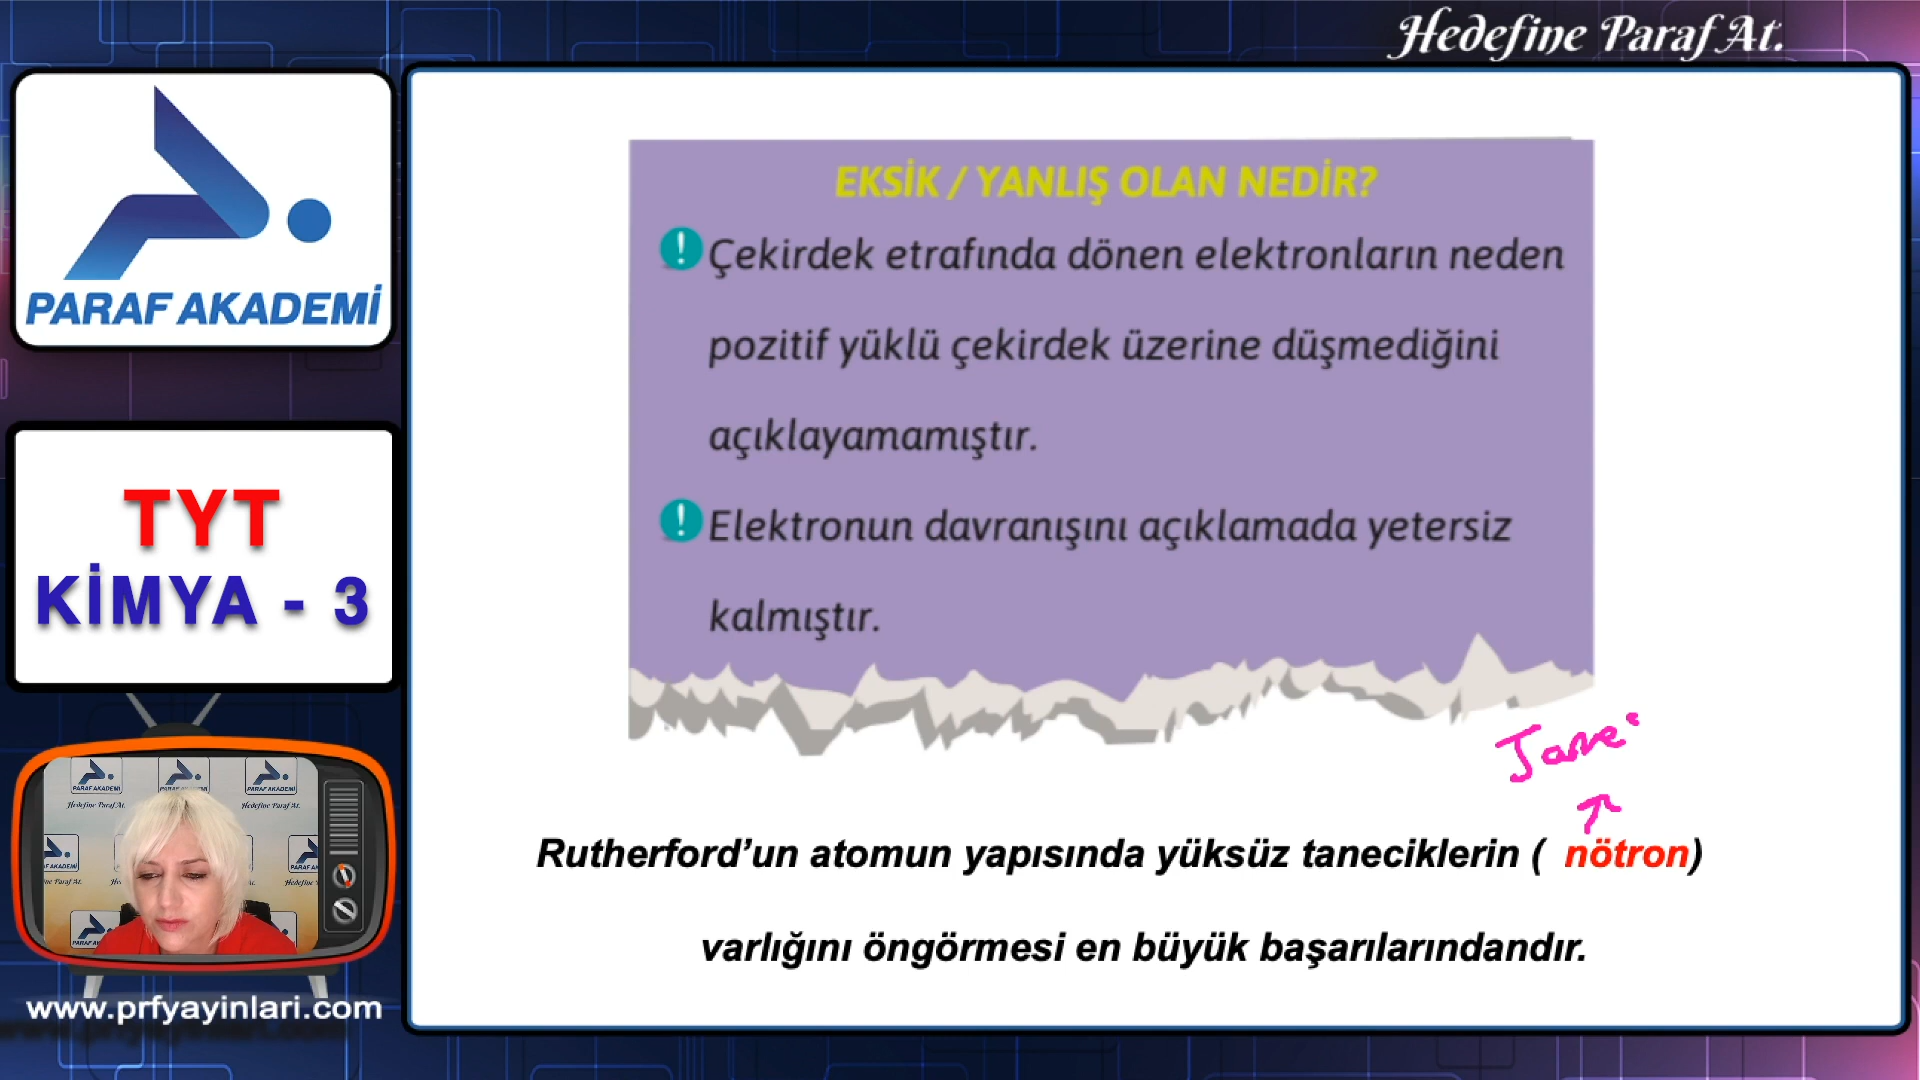 Hedefine Paraf At.
PARAF AKADEMİ
TYT
KİMYA - 3
www.prfyayinlari.com
EKSİK / YANLIŞ OLAN NEDİR?
! Çekirdek etrafında dönen elektronların neden
pozitif yüklü çekirdek üzerine düşmediğini
açıklayamamıştır.
! Elektronun davranışını açıklamada yetersiz
kalmıştır.
Rutherford'un atomun yapısında yüksüz taneciklerin ( nötron)
varlığını öngörmesi en büyük başarılarındandır.